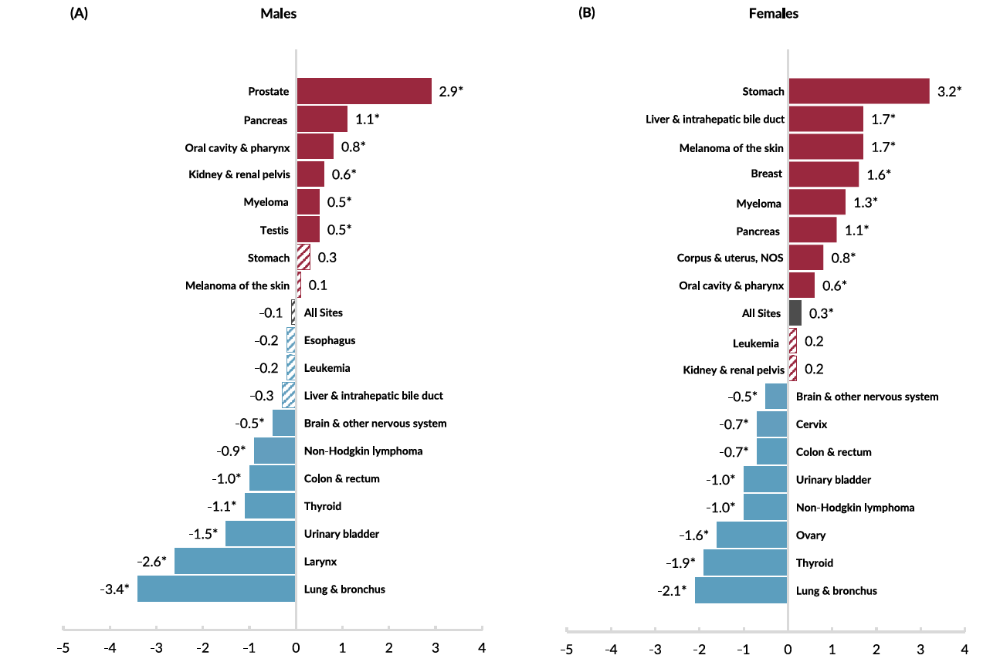 (A)
Males
Prostate 2.9*
Pancreas 1.1*
Oral cavity & pharynx 0.8*
Kidney & renal pelvis 0.6*
Myeloma 0.5*
Testis 0.5*
Stomach 0.3
Melanoma of the skin 0.1
-0.1 All Sites
-0.2 Esophagus
-0.2 Leukemia
-0.3 Liver & intrahepatic bile duct
-0.5* Brain & other nervous system
-0.9* Non-Hodgkin lymphoma
-1.0* Colon & rectum
-1.1* Thyroid
-1.5* Urinary bladder
-2.6* Larynx
-3.4* Lung & bronchus
-5 -4 -3 -2 -1 0 1 2 3 4
(B)
Females
Stomach 3.2*
Liver & intrahepatic bile duct 1.7*
Melanoma of the skin 1.7*
Breast 1.6*
Myeloma 1.3*
Pancreas 1.1*
Corpus & uterus, NOS 0.8*
Oral cavity & pharynx 0.6*
All Sites 0.3*
Leukemia 0.2
Kidney & renal pelvis 0.2
-0.5* Brain & other nervous system
-0.7* Cervix
-0.7* Colon & rectum
-1.0* Urinary bladder
-1.0* Non-Hodgkin lymphoma
-1.6* Ovary
-1.9* Thyroid
-2.1* Lung & bronchus
-5 -4 -3 -2 -1 0 1 2 3 4